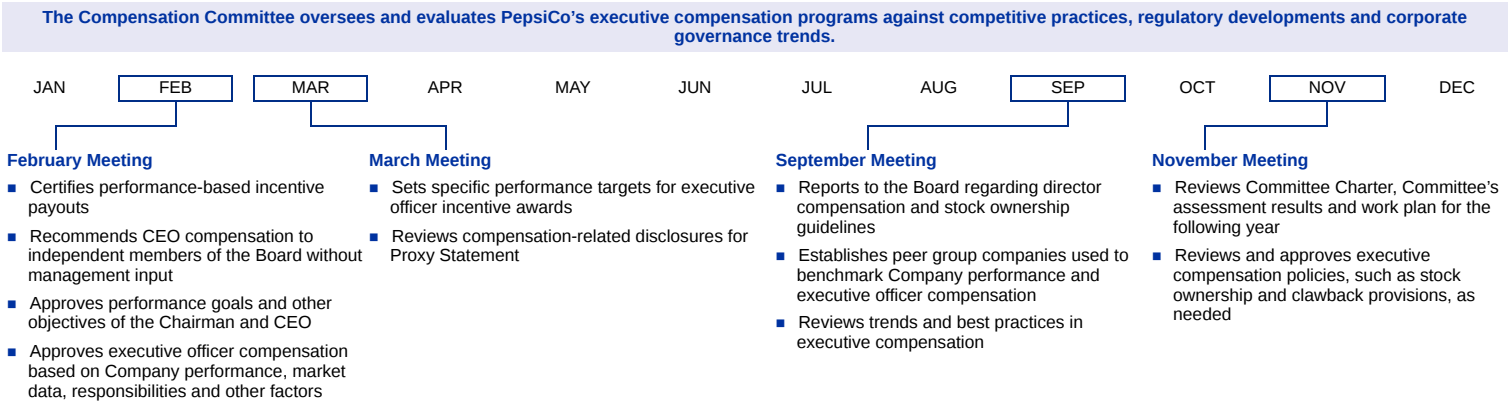 The Compensation Committee oversees and evaluates PepsiCo’s executive compensation programs against competitive practices, regulatory developments and corporate
governance trends.
JAN FEB MAR APR MAY JUN JUL AUG SEP OCT NOV DEC
February Meeting
■ Certifies performance-based incentive
payouts
■ Recommends CEO compensation to
independent members of the Board without
management input
■ Approves performance goals and other
objectives of the Chairman and CEO
■ Approves executive officer compensation
based on Company performance, market
data, responsibilities and other factors
March Meeting
■ Sets specific performance targets for executive
officer incentive awards
■ Reviews compensation-related disclosures for
Proxy Statement
September Meeting
■ Reports to the Board regarding director
compensation and stock ownership
guidelines
■ Establishes peer group companies used to
benchmark Company performance and
executive officer compensation
■ Reviews trends and best practices in
executive compensation
November Meeting
■ Reviews Committee Charter, Committee’s
assessment results and work plan for the
following year
■ Reviews and approves executive
compensation policies, such as stock
ownership and clawback provisions, as
needed